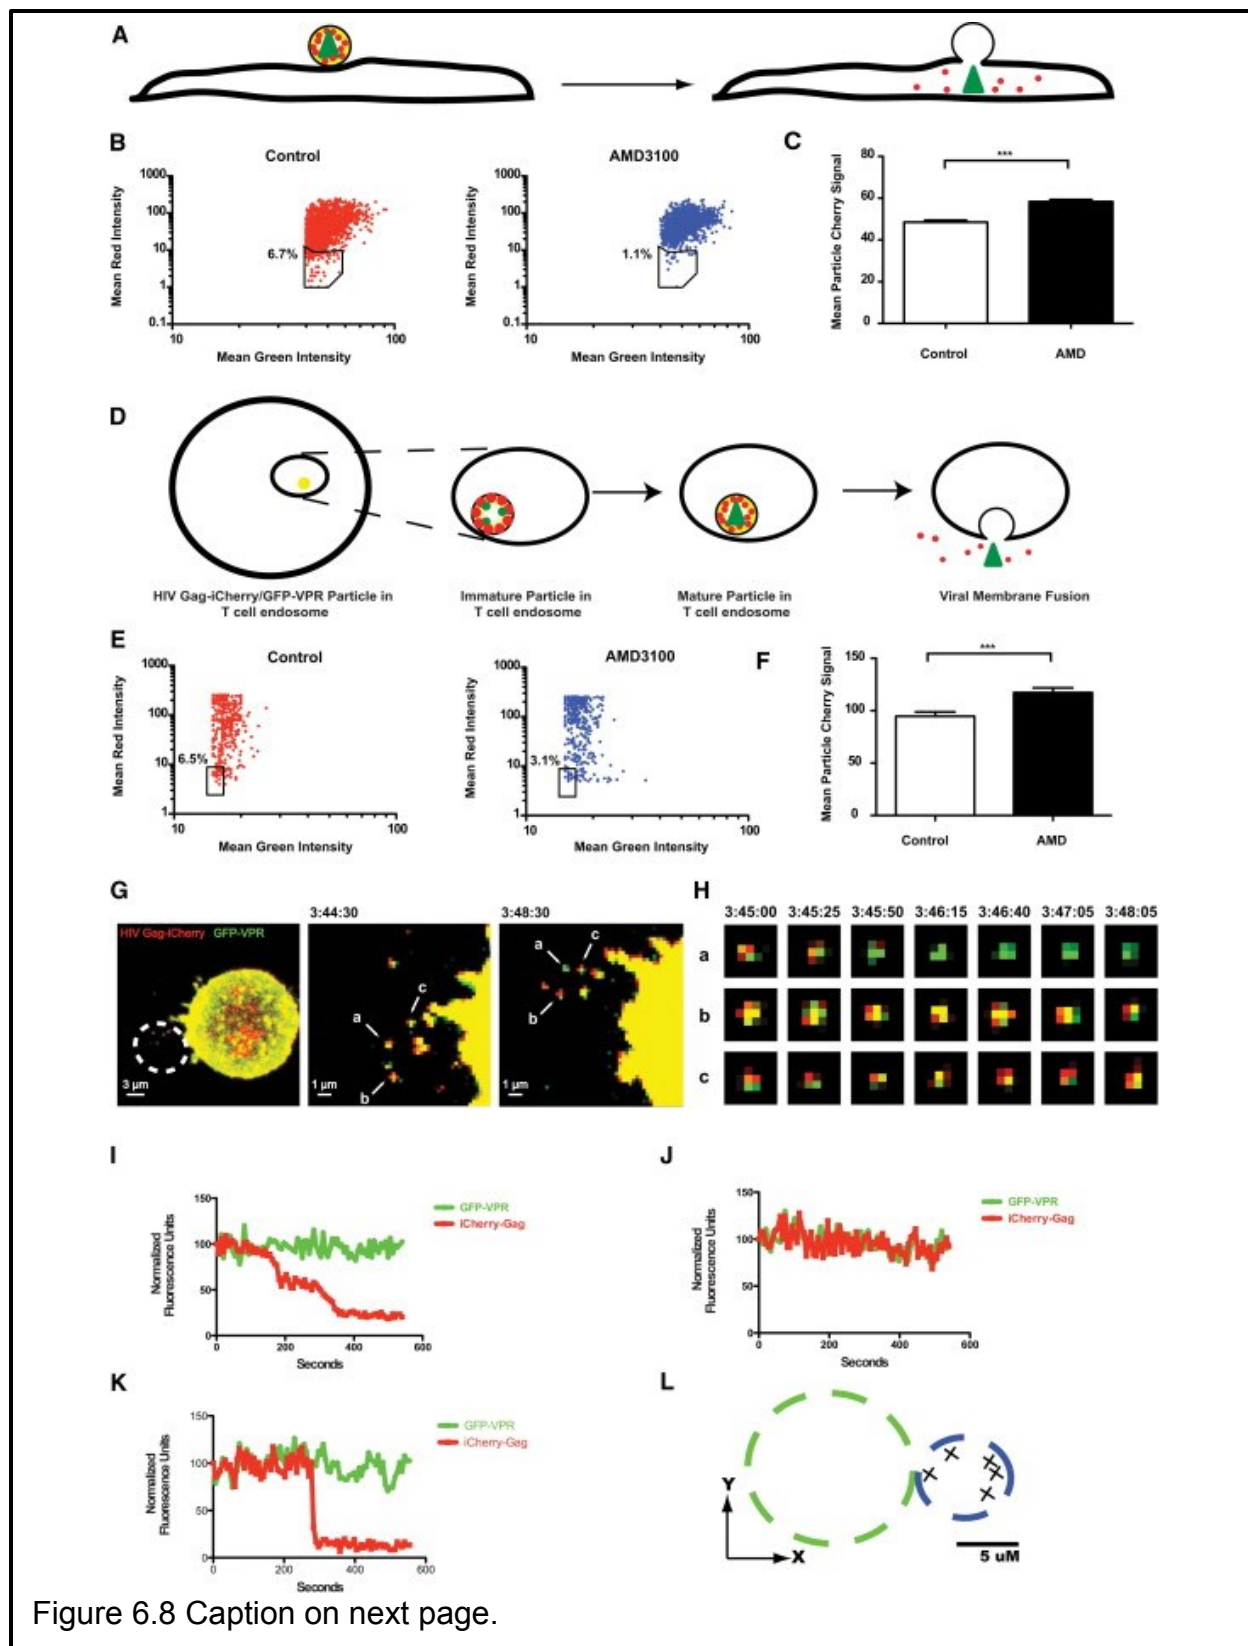 A
B
Control
AMD3100
C
1000
100
10
1
0.1
10
100
6.7%
Mean Red Intensity
Mean Green Intensity
1000
100
10
1
0.1
10
100
1.1%
Mean Red Intensity
Mean Green Intensity
80
60
40
20
0
***
Mean Particle Cherry Signal
Control
AMD
D
HIV Gag-iCherry/GFP-VPR Particle in
T cell endosome
Immature Particle in
T cell endosome
Mature Particle in
T cell endosome
Viral Membrane Fusion
E
Control
AMD3100
F
1000
100
10
1
10
100
6.5%
Mean Red Intensity
Mean Green Intensity
1000
100
10
1
10
100
3.1%
Mean Red Intensity
Mean Green Intensity
150
100
50
0
***
Mean Particle Cherry Signal
Control
AMD
G
HIV Gag-iCherry GFP-VPR
3 µm
3:44:30
a
c
b
1 µm
3:48:30
a
c
b
1 µm
H
3:45:00 3:45:25 3:45:50 3:46:15 3:46:40 3:47:05 3:48:05
a
b
c
I
150
100
50
0
0 200 400 600
Normalized
Fluorescence Units
Seconds
GFP-VPR
iCherry-Gag
J
150
100
50
0
0 200 400 600
Normalized
Fluorescence Units
Seconds
GFP-VPR
iCherry-Gag
K
150
100
50
0
0 200 400 600
Normalized
Fluorescence Units
Seconds
GFP-VPR
iCherry-Gag
L
Y
X
5 uM
Figure 6.8 Caption on next page.